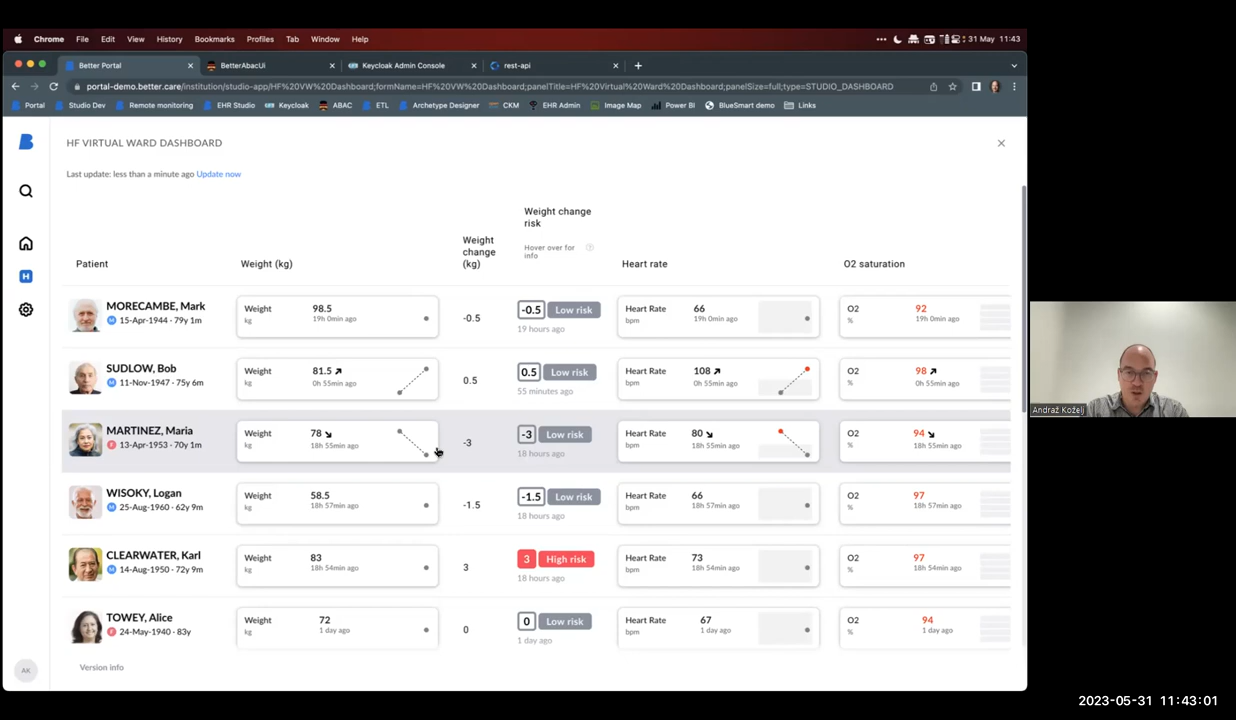 Chrome File Edit View History Bookmarks Profiles Tab Window Help 31 May 11:43
Better Portal BetterAbacUi Keycloak Admin Console rest-api
portal-demo.better.care/institution/studio-app/HF%20VW%20Dashboard;formName=HF%20VW%20Dashboard;panelTitle=HF%20Virtual%20Ward%20Dashboard;panelSize=full;type=STUDIO_DASHBOARD
Portal Studio Dev Remote monitoring EHR Studio Keycloak ABAC ETL Archetype Designer CKM EHR Admin Image Map Power BI BlueSmart demo Links
HF VIRTUAL WARD DASHBOARD
Last update: less than a minute ago Update now
Weight change
risk
Hover over for
info
?
Patient
Weight (kg)
Weight
change
(kg)
Heart rate
O2 saturation
MORECAMBE, Mark
M 15-Apr-1944 · 79y 1m
Weight 98.5
kg 19h 0min ago
-0.5
-0.5 Low risk
19 hours ago
Heart Rate 66
bpm 19h 0min ago
O2 92
% 19h 0min ago
SUDLOW, Bob
M 11-Nov-1947 · 75y 6m
Weight 81.5
kg 0h 55min ago
0.5
0.5 Low risk
55 minutes ago
Heart Rate 108
bpm 0h 55min ago
O2 98
% 0h 55min ago
MARTINEZ, Maria
F 13-Apr-1953 · 70y 1m
Weight 78
kg 18h 55min ago
-3
-3 Low risk
18 hours ago
Heart Rate 80
bpm 18h 55min ago
O2 94
% 18h 55min ago
WISOKY, Logan
M 25-Aug-1960 · 62y 9m
Weight 58.5
kg 18h 57min ago
-1.5
-1.5 Low risk
18 hours ago
Heart Rate 66
bpm 18h 57min ago
O2 97
% 18h 57min ago
CLEARWATER, Karl
M 14-Aug-1950 · 72y 9m
Weight 83
kg 18h 54min ago
3
3 High risk
18 hours ago
Heart Rate 73
bpm 18h 54min ago
O2 97
% 18h 54min ago
TOWEY, Alice
F 24-May-1940 · 83y
Weight 72
kg 1 day ago
0
0 Low risk
1 day ago
Heart Rate 67
bpm 1 day ago
O2 94
% 1 day ago
AK
Version info
H
Andraž Koželj
2023-05-31 11:43:01